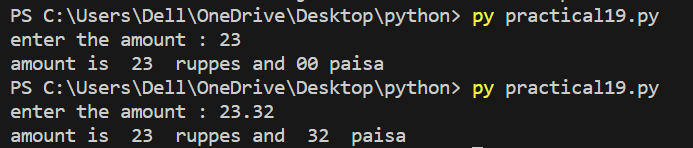 PS C:\Users\Dell\OneDrive\Desktop\python> py practical19.py
enter the amount : 23
amount is  23  ruppes and 00 paisa
PS C:\Users\Dell\OneDrive\Desktop\python> py practical19.py
enter the amount : 23.32
amount is  23  ruppes and  32  paisa